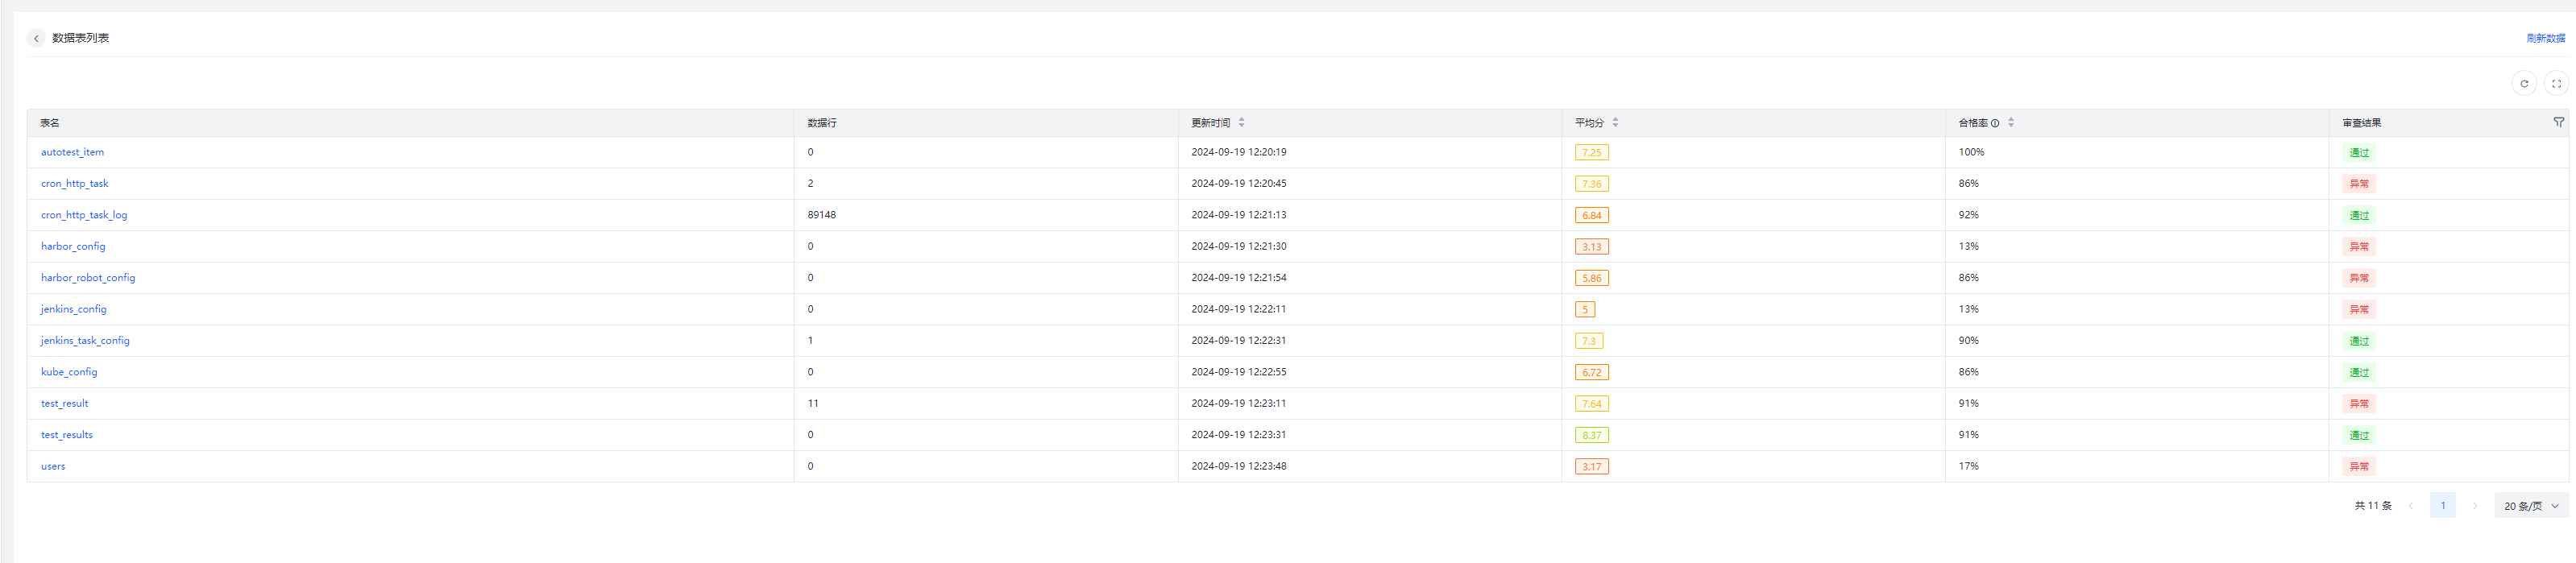 数据表列表
刷新数据
表名 数据行 更新时间 平均分 合格率 审查结果
autotest_item 0 2024-09-19 12:20:19 7.25 100% 通过
cron_http_task 2 2024-09-19 12:20:45 7.36 86% 异常
cron_http_task_log 89148 2024-09-19 12:21:13 6.84 92% 通过
harbor_config 0 2024-09-19 12:21:30 3.13 13% 异常
harbor_robot_config 0 2024-09-19 12:21:54 5.86 86% 异常
jenkins_config 0 2024-09-19 12:22:11 5 13% 异常
jenkins_task_config 1 2024-09-19 12:22:31 7.3 90% 通过
kube_config 0 2024-09-19 12:22:55 6.72 86% 通过
test_result 11 2024-09-19 12:23:11 7.64 91% 异常
test_results 0 2024-09-19 12:23:31 8.37 91% 通过
users 0 2024-09-19 12:23:48 3.17 17% 异常
共 11 条 1 20 条/页